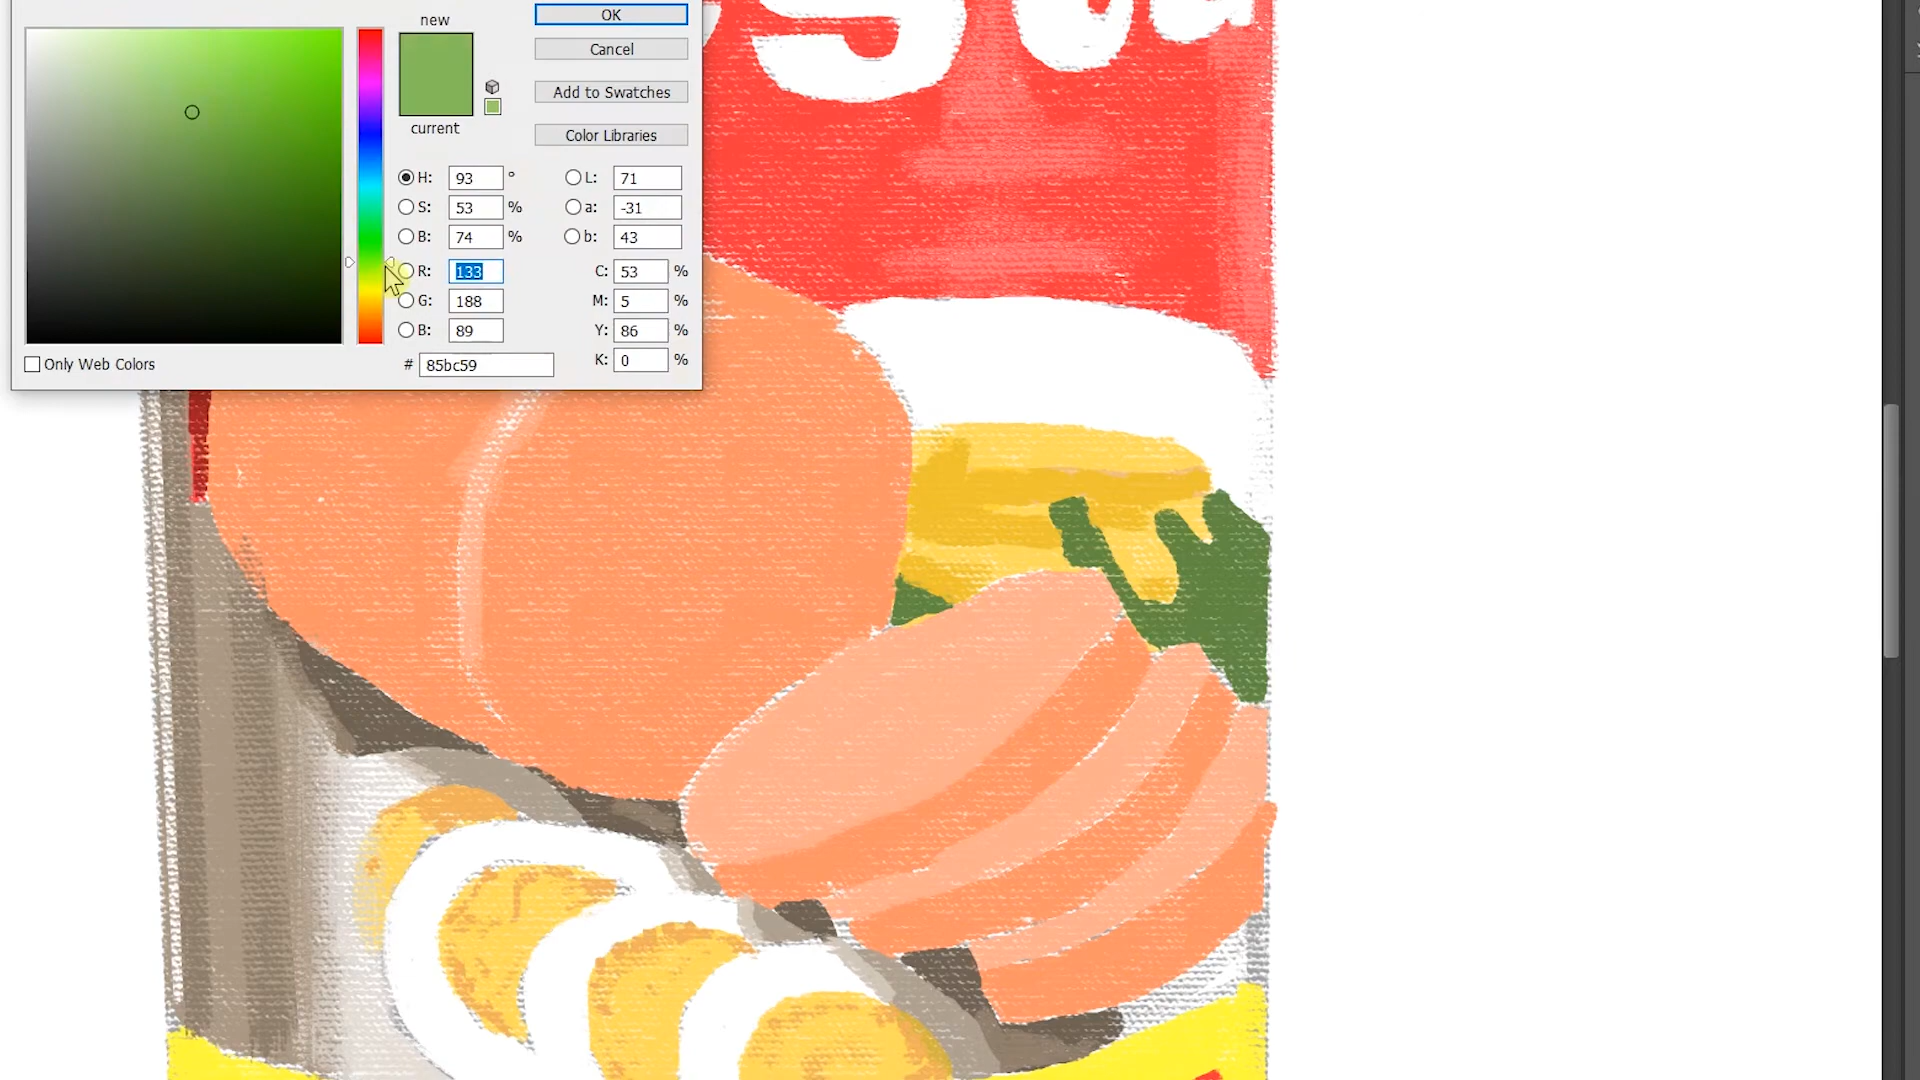 new
OK
Cancel
Add to Swatches
current
Color Libraries
H: 93 °
L: 71
S: 53 %
a: -31
B: 74 %
b: 43
R: 133
C: 53 %
G: 188
M: 5 %
B: 89
Y: 86 %
Only Web Colors
# 85bc59
K: 0 %